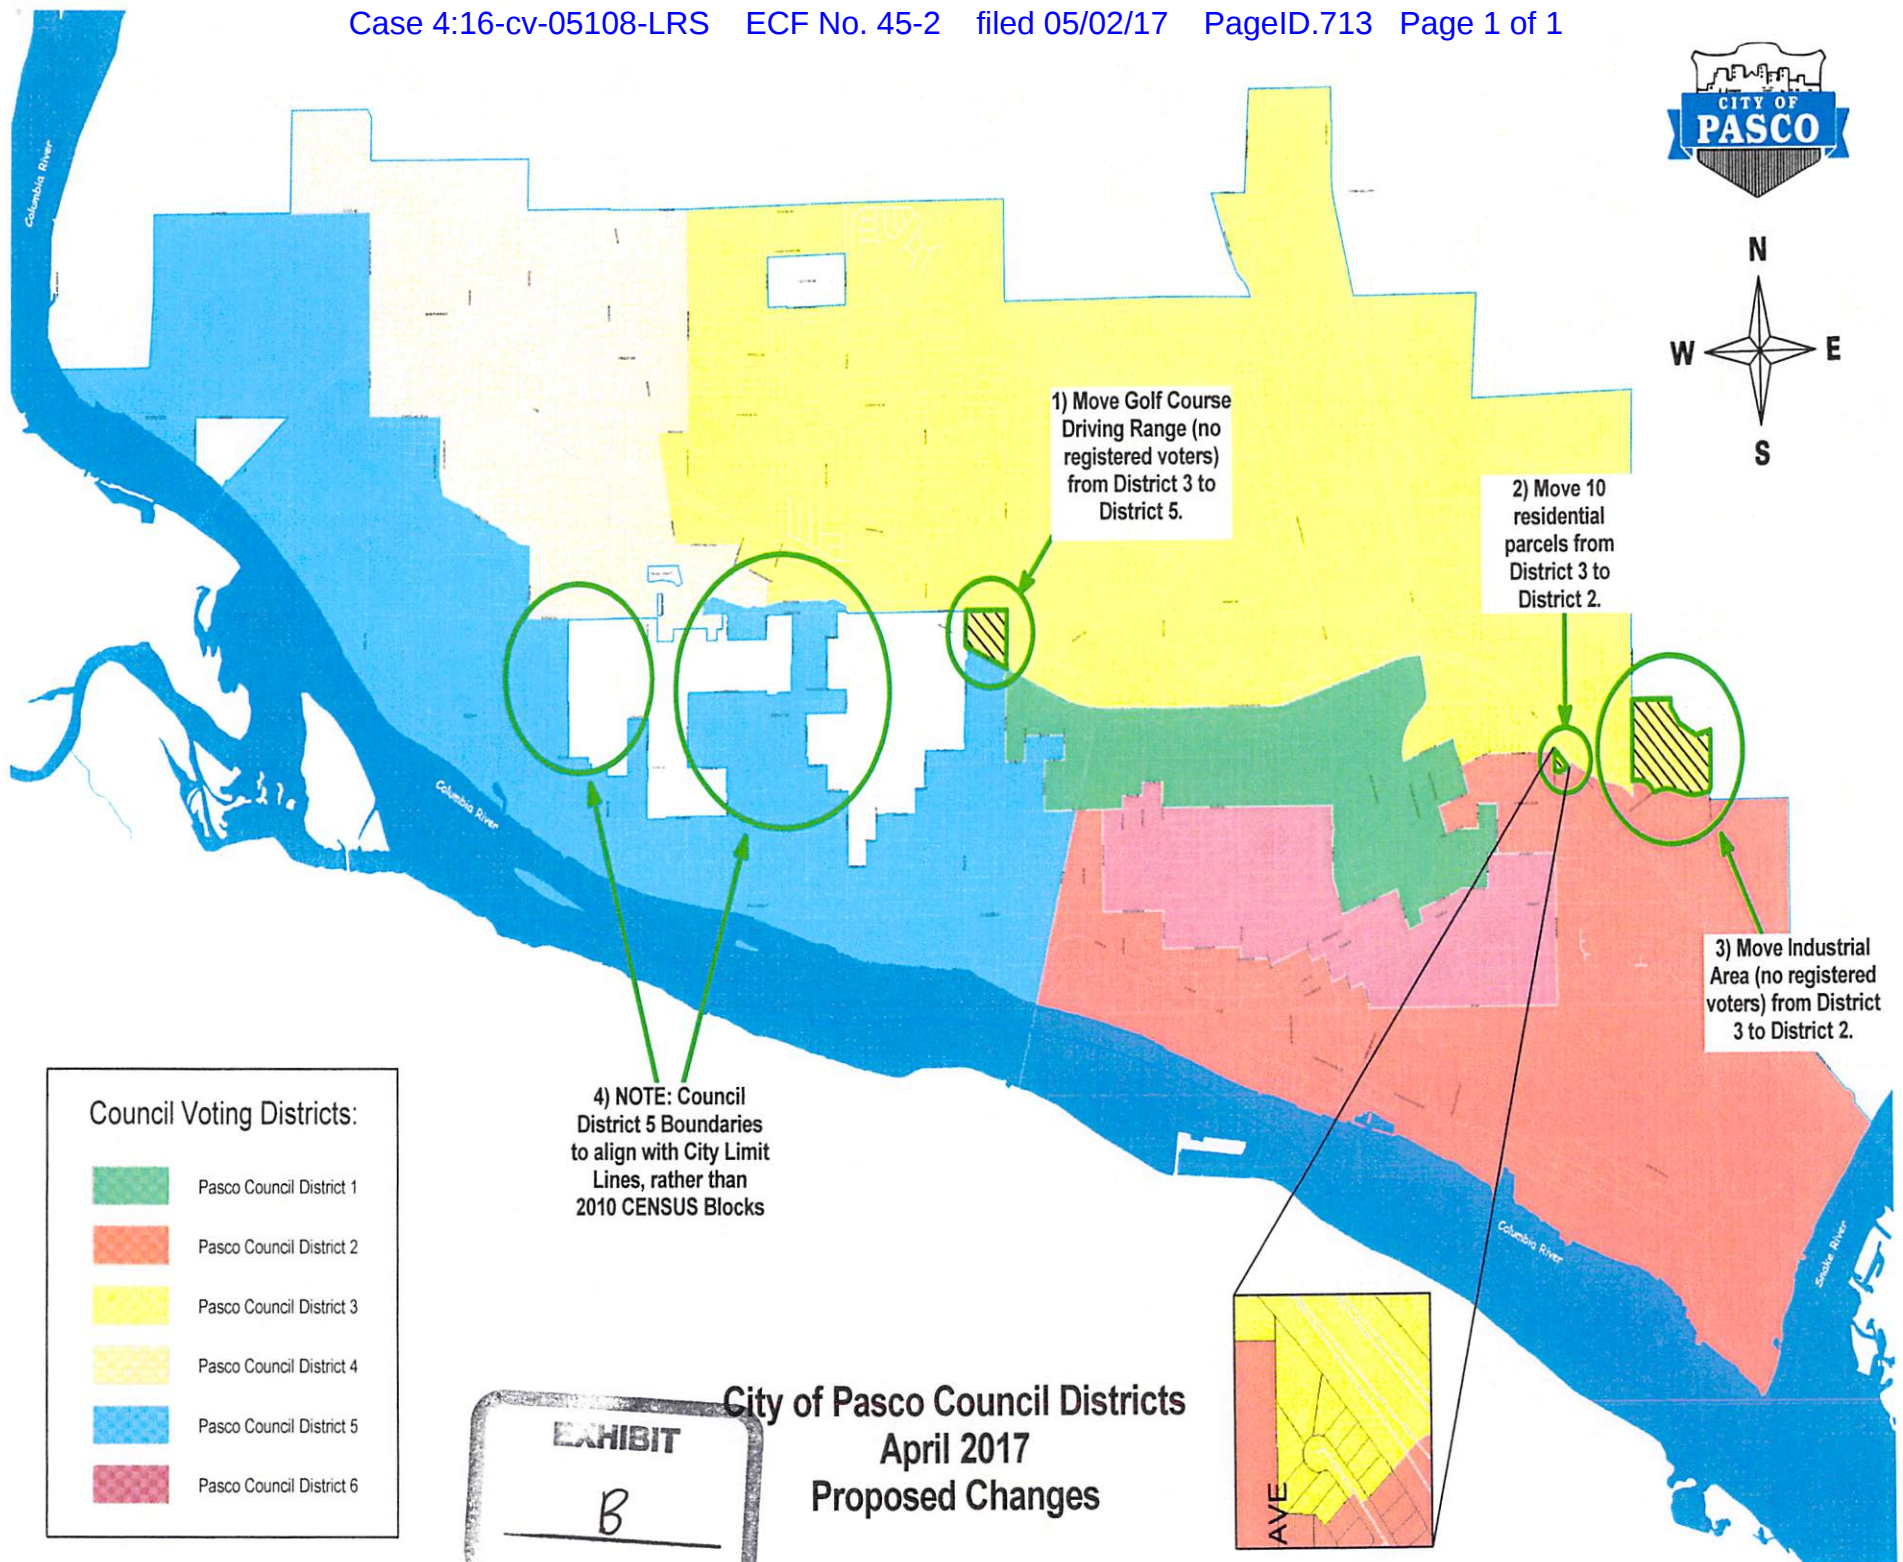 Case 4:16-cv-05108-LRS ECF No. 45-2 filed 05/02/17 PageID.713 Page 1 of 1
CITY OF
PASCO
N
W E
S
Columbia River
1) Move Golf Course
Driving Range (no
registered voters)
from District 3 to
District 5.
2) Move 10
residential
parcels from
District 3 to
District 2.
Columbia River
3) Move Industrial
Area (no registered
voters) from District
3 to District 2.
4) NOTE: Council
District 5 Boundaries
to align with City Limit
Lines, rather than
2010 CENSUS Blocks
Columbia River
Snake River
Council Voting Districts:
Pasco Council District 1
Pasco Council District 2
Pasco Council District 3
Pasco Council District 4
Pasco Council District 5
Pasco Council District 6
EXHIBIT
B
City of Pasco Council Districts
April 2017
Proposed Changes
AVE